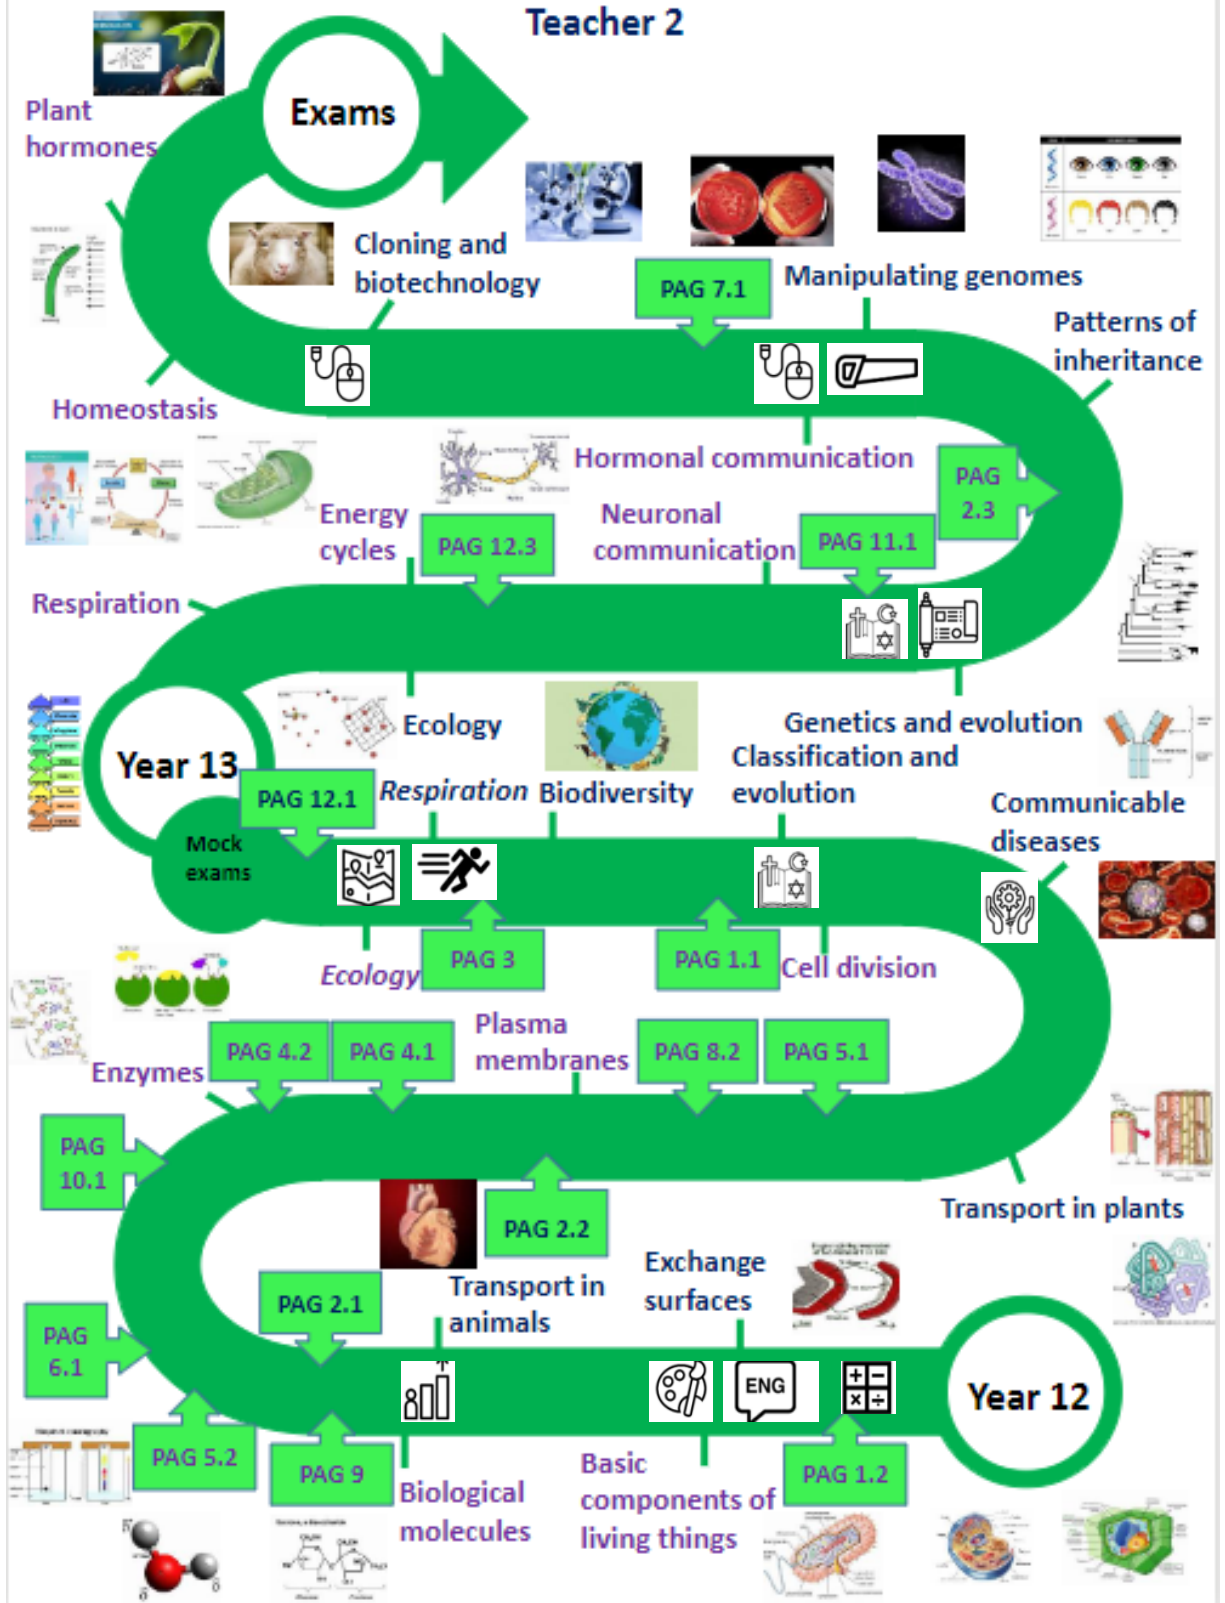 Teacher 2
Exams
Plant
hormones
Cloning and
biotechnology
PAG 7.1
Manipulating genomes
Patterns of
inheritance
Homeostasis
Hormonal communication
PAG
2.3
Energy
cycles
PAG 12.3
Neuronal
communication
PAG 11.1
Respiration
Year 13
Ecology
Genetics and evolution
Classification and
evolution
PAG 12.1
Respiration
Biodiversity
Communicable
diseases
Mock
exams
Ecology
PAG 3
PAG 1.1
Cell division
Enzymes
PAG 4.2
PAG 4.1
Plasma
membranes
PAG 8.2
PAG 5.1
PAG
10.1
PAG 2.2
Transport in plants
PAG 2.1
Transport in
animals
Exchange
surfaces
PAG
6.1
ENG
Year 12
PAG 5.2
PAG 9
Biological
molecules
Basic
components of
living things
PAG 1.2